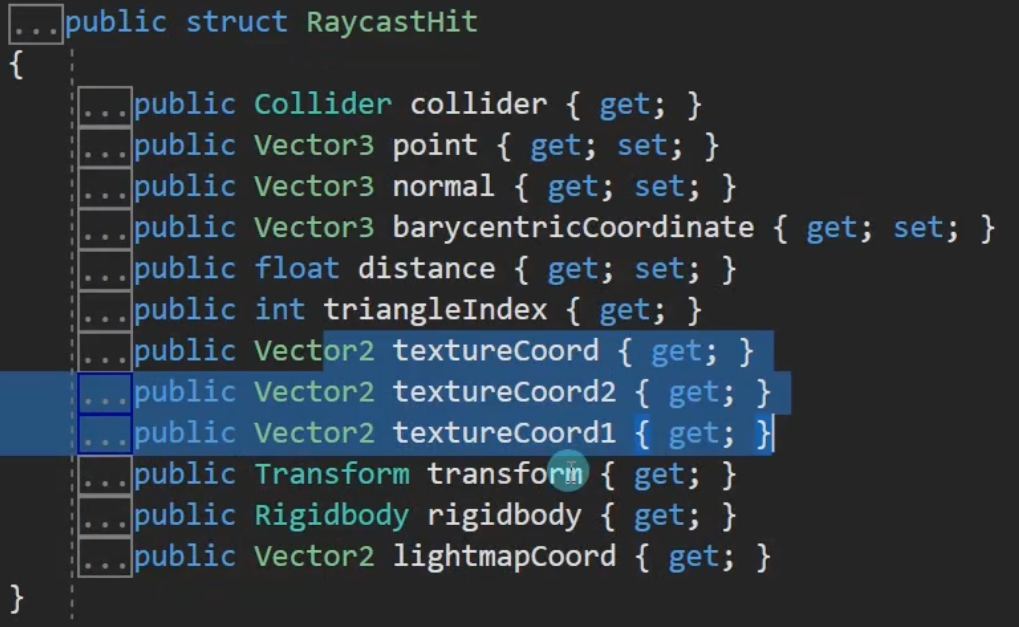 ...public struct RaycastHit
{
...public Collider collider { get; }
...public Vector3 point { get; set; }
...public Vector3 normal { get; set; }
...public Vector3 barycentricCoordinate { get; set; }
...public float distance { get; set; }
...public int triangleIndex { get; }
...public Vector2 textureCoord { get; }
...public Vector2 textureCoord2 { get; }
...public Vector2 textureCoord1 { get; }
...public Transform transform { get; }
...public Rigidbody rigidbody { get; }
...public Vector2 lightmapCoord { get; }
}